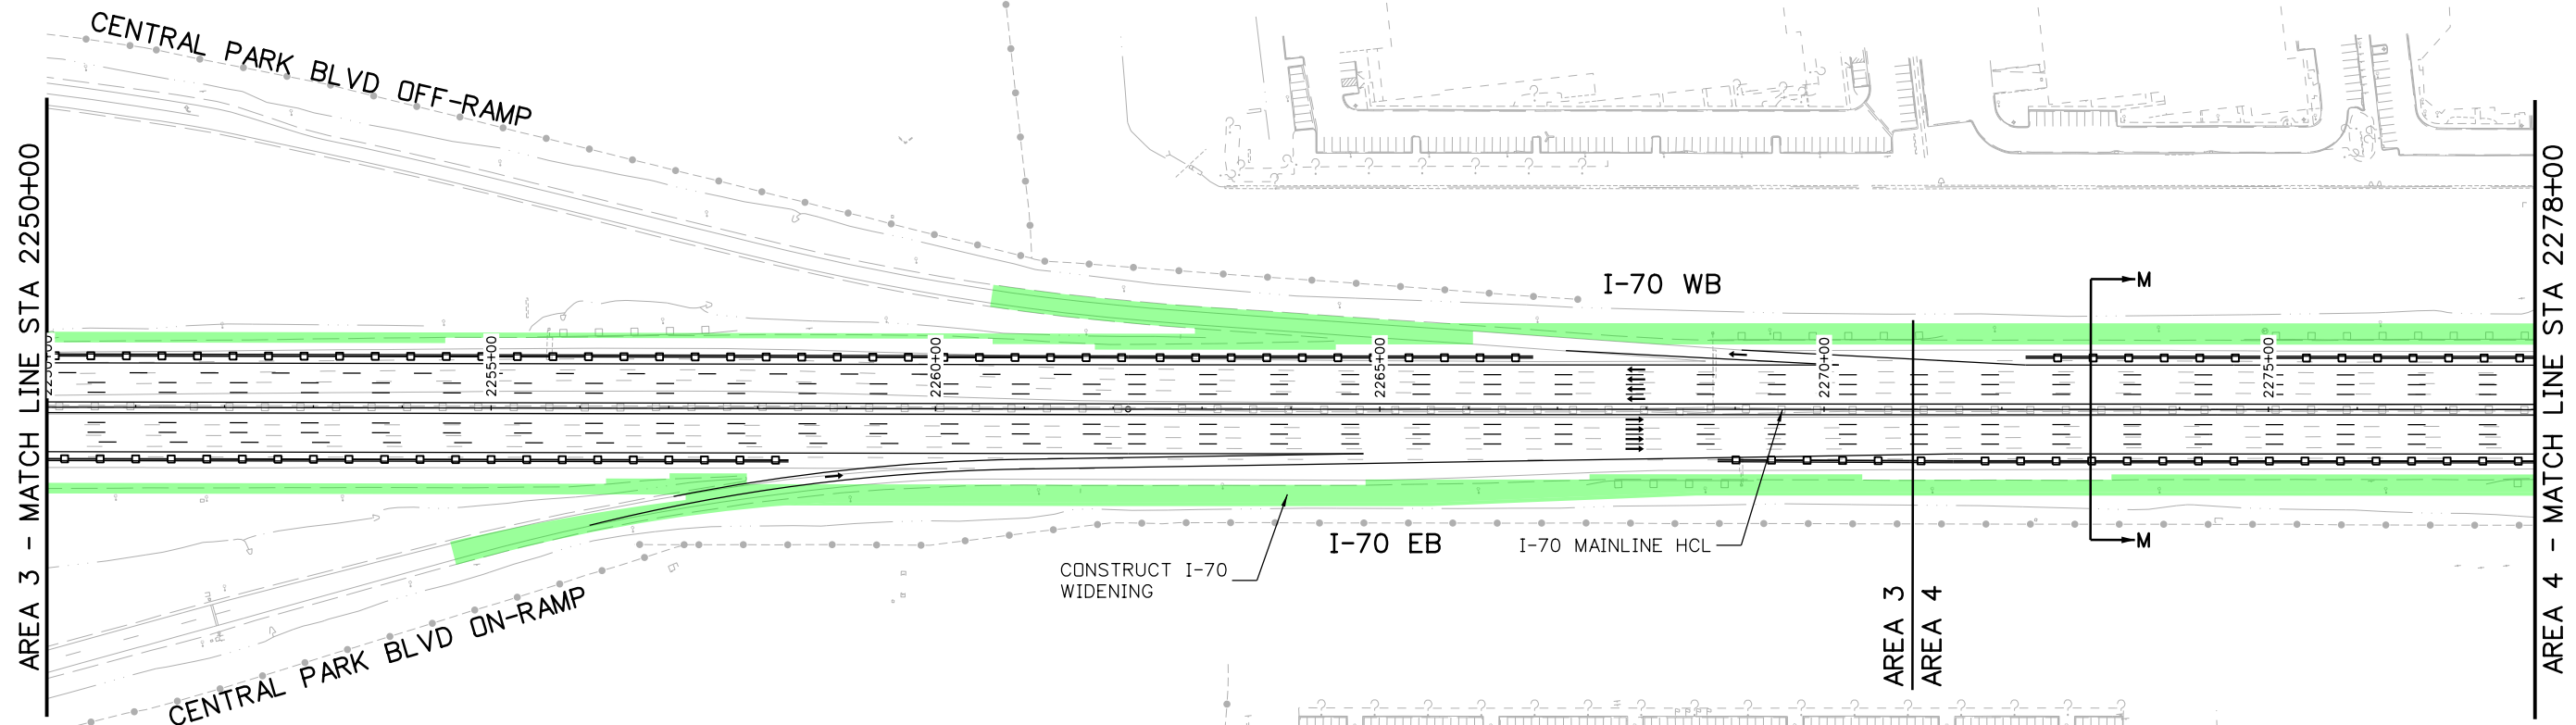 CENTRAL PARK BLVD OFF-RAMP
AREA 3 - MATCH LINE STA 2250+00
AREA 4 - MATCH LINE STA 2278+00
I-70 WB
M
2250+00
2255+00
2260+00
2265+00
2270+00
2275+00
M
I-70 EB
I-70 MAINLINE HCL
CONSTRUCT I-70
WIDENING
AREA 3
AREA 4
CENTRAL PARK BLVD ON-RAMP